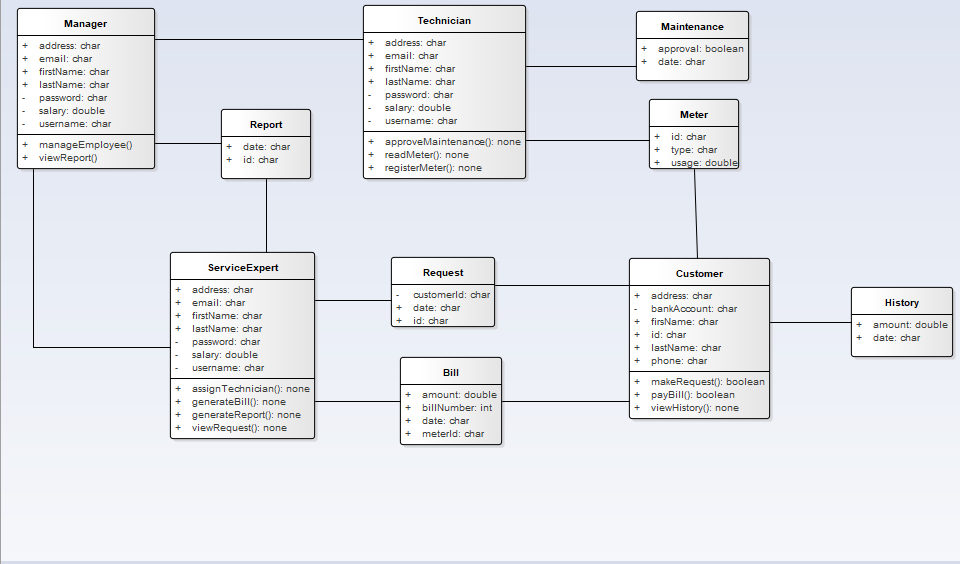 Manager
+ address: char
+ email: char
+ firstName: char
+ lastName: char
- password: char
- salary: double
- username: char
+ manageEmployee()
+ viewReport()
Technician
+ address: char
+ email: char
+ firstName: char
+ lastName: char
- password: char
- salary: double
- username: char
+ approveMaintenance(): none
+ readMeter(): none
+ registerMeter(): none
Maintenance
+ approval: boolean
+ date: char
Report
+ date: char
+ id: char
Meter
+ id: char
+ type: char
+ usage: double
ServiceExpert
+ address: char
+ email: char
+ firstName: char
+ lastName: char
- password: char
- salary: double
- username: char
+ assignTechnician(): none
+ generateBill(): none
+ generateReport(): none
+ viewRequest(): none
Request
- customerId: char
+ date: char
+ id: char
Customer
+ address: char
- bankAccount: char
+ firsName: char
+ id: char
+ lastName: char
+ phone: char
+ makeRequest(): boolean
+ payBill(): boolean
+ viewHistory(): none
History
+ amount: double
+ date: char
Bill
+ amount: double
+ billNumber: int
+ date: char
+ meterId: char